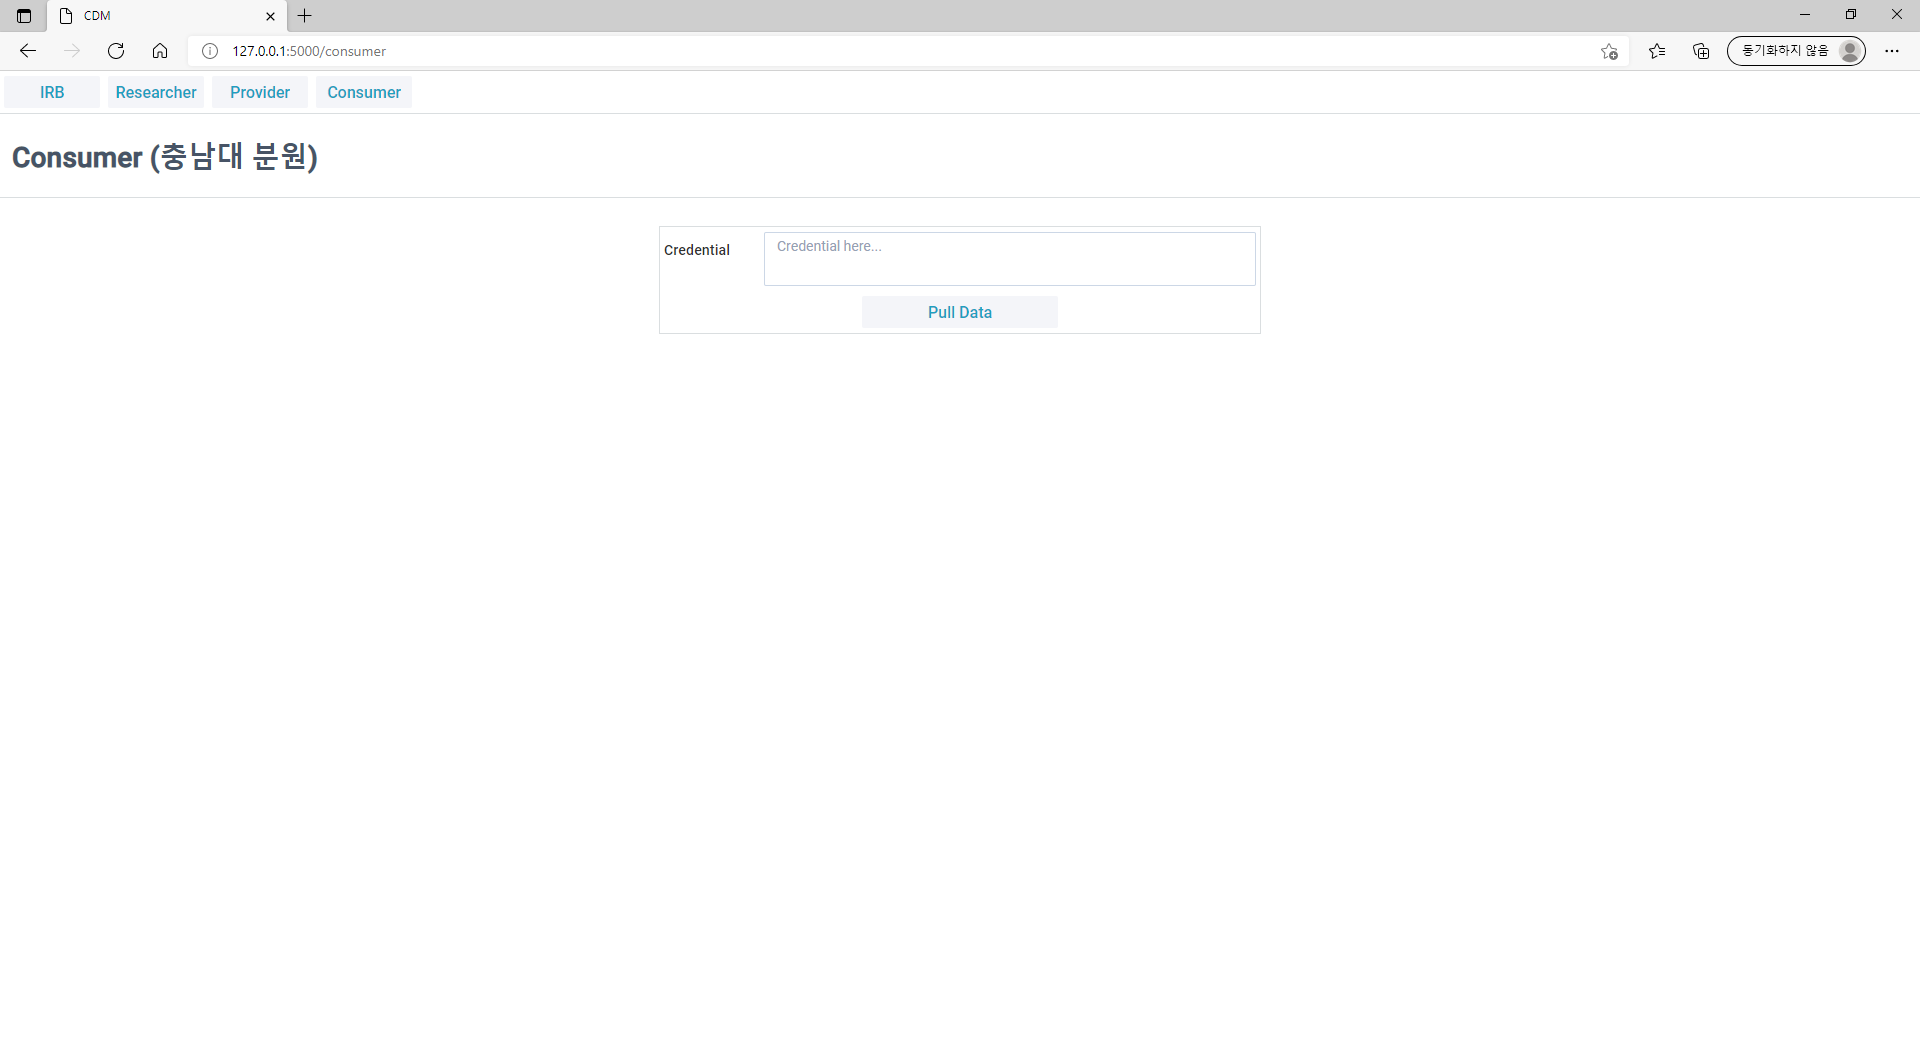 CDM
127.0.0.1:5000/consumer
동기화하지 않음
IRB Researcher Provider Consumer
Consumer (충남대 분원)
Credential
Credential here...
Pull Data